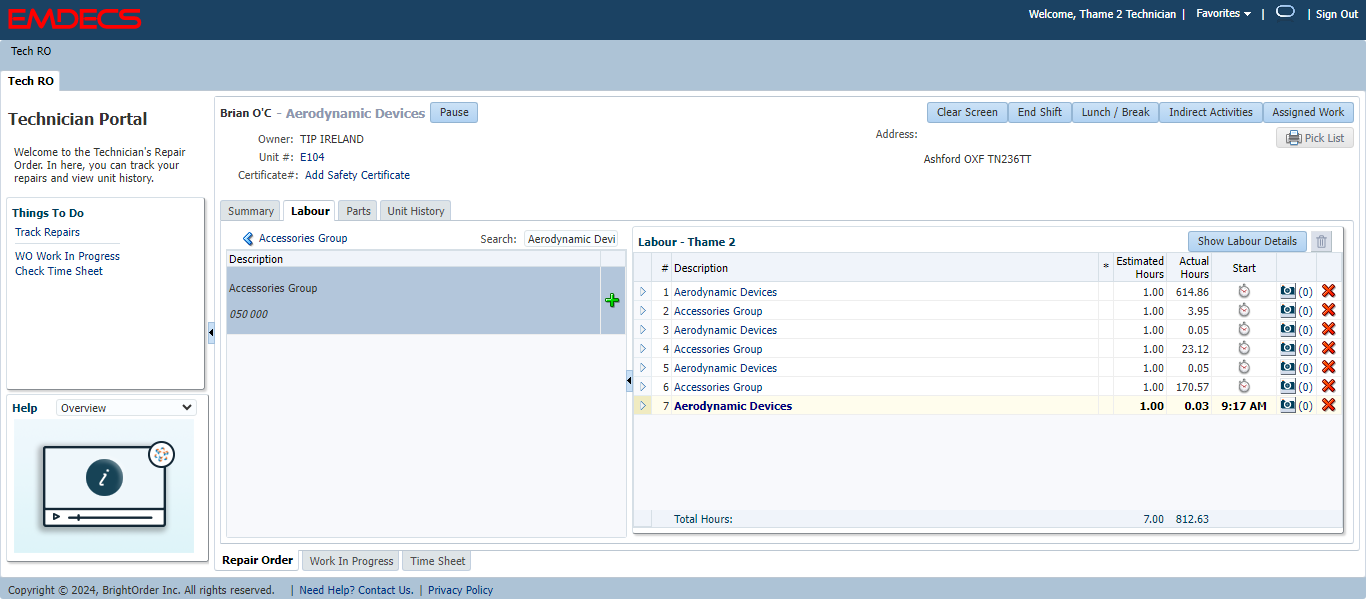 EMDECS
Welcome, Thame 2 Technician | Favorites | | Sign Out
Tech RO
Tech RO
Technician Portal
Welcome to the Technician's Repair
Order. In here, you can track your
repairs and view unit history.
Things To Do
Track Repairs
WO Work In Progress
Check Time Sheet
Help Overview
i
Brian O'C - Aerodynamic Devices Pause
Clear Screen End Shift Lunch / Break Indirect Activities Assigned Work
Owner: TIP IRELAND
Address:
Pick List
Unit #: E104
Ashford OXF TN236TT
Certificate#: Add Safety Certificate
Summary Labour Parts Unit History
Accessories Group Search: Aerodynamic Devi
Description
Accessories Group
050 000
Labour - Thame 2 Show Labour Details
# Description * Estimated Hours Actual Hours Start
1 Aerodynamic Devices 1.00 614.86 (0)
2 Accessories Group 1.00 3.95 (0)
3 Aerodynamic Devices 1.00 0.05 (0)
4 Accessories Group 1.00 23.12 (0)
5 Aerodynamic Devices 1.00 0.05 (0)
6 Accessories Group 1.00 170.57 (0)
7 Aerodynamic Devices 1.00 0.03 9:17 AM (0)
Total Hours: 7.00 812.63
Repair Order Work In Progress Time Sheet
Copyright © 2024, BrightOrder Inc. All rights reserved. | Need Help? Contact Us. | Privacy Policy